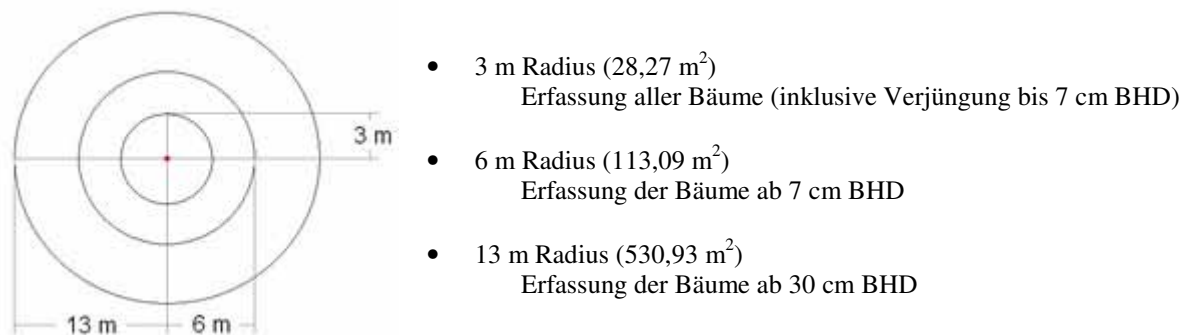 3 m
13 m
6 m
• 3 m Radius (28,27 m²)
Erfassung aller Bäume (inklusive Verjüngung bis 7 cm BHD)
• 6 m Radius (113,09 m²)
Erfassung der Bäume ab 7 cm BHD
• 13 m Radius (530,93 m²)
Erfassung der Bäume ab 30 cm BHD